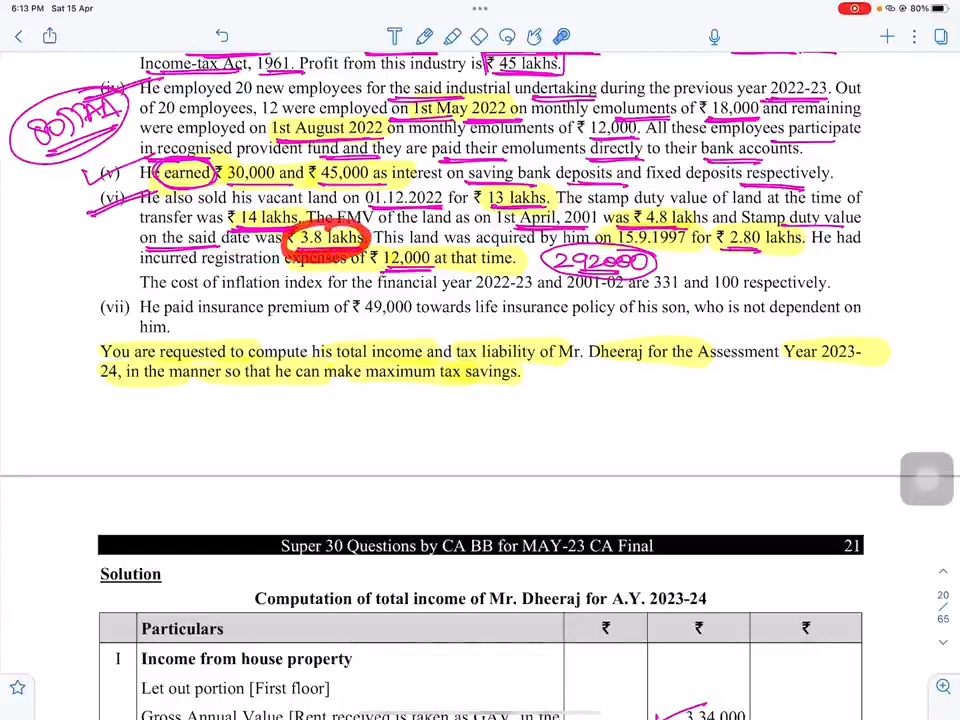 6:13 PM Sat 15 Apr
80%
Income-tax Act, 1961. Profit from this industry is ₹ 45 lakhs.
(iv) He employed 20 new employees for the said industrial undertaking during the previous year 2022-23. Out
of 20 employees, 12 were employed on 1st May 2022 on monthly emoluments of ₹ 18,000 and remaining
were employed on 1st August 2022 on monthly emoluments of ₹ 12,000. All these employees participate
in recognised provident fund and they are paid their emoluments directly to their bank accounts.
80JJAA
(v) He earned ₹ 30,000 and ₹ 45,000 as interest on saving bank deposits and fixed deposits respectively.
(vi) He also sold his vacant land on 01.12.2022 for ₹ 13 lakhs. The stamp duty value of land at the time of
transfer was ₹ 14 lakhs. The FMV of the land as on 1st April, 2001 was ₹ 4.8 lakhs and Stamp duty value
on the said date was ₹ 3.8 lakhs. This land was acquired by him on 15.9.1997 for ₹ 2.80 lakhs. He had
incurred registration expenses of ₹ 12,000 at that time.
292000
The cost of inflation index for the financial year 2022-23 and 2001-02 are 331 and 100 respectively.
(vii) He paid insurance premium of ₹ 49,000 towards life insurance policy of his son, who is not dependent on
him.
You are requested to compute his total income and tax liability of Mr. Dheeraj for the Assessment Year 2023-
24, in the manner so that he can make maximum tax savings.
Super 30 Questions by CA BB for MAY-23 CA Final 21
Solution
Computation of total income of Mr. Dheeraj for A.Y. 2023-24
Particulars ₹ ₹ ₹
I Income from house property
Let out portion [First floor]
Gross Annual Value [Rent received is taken as GAV, in the 3,34,000
20
/
65